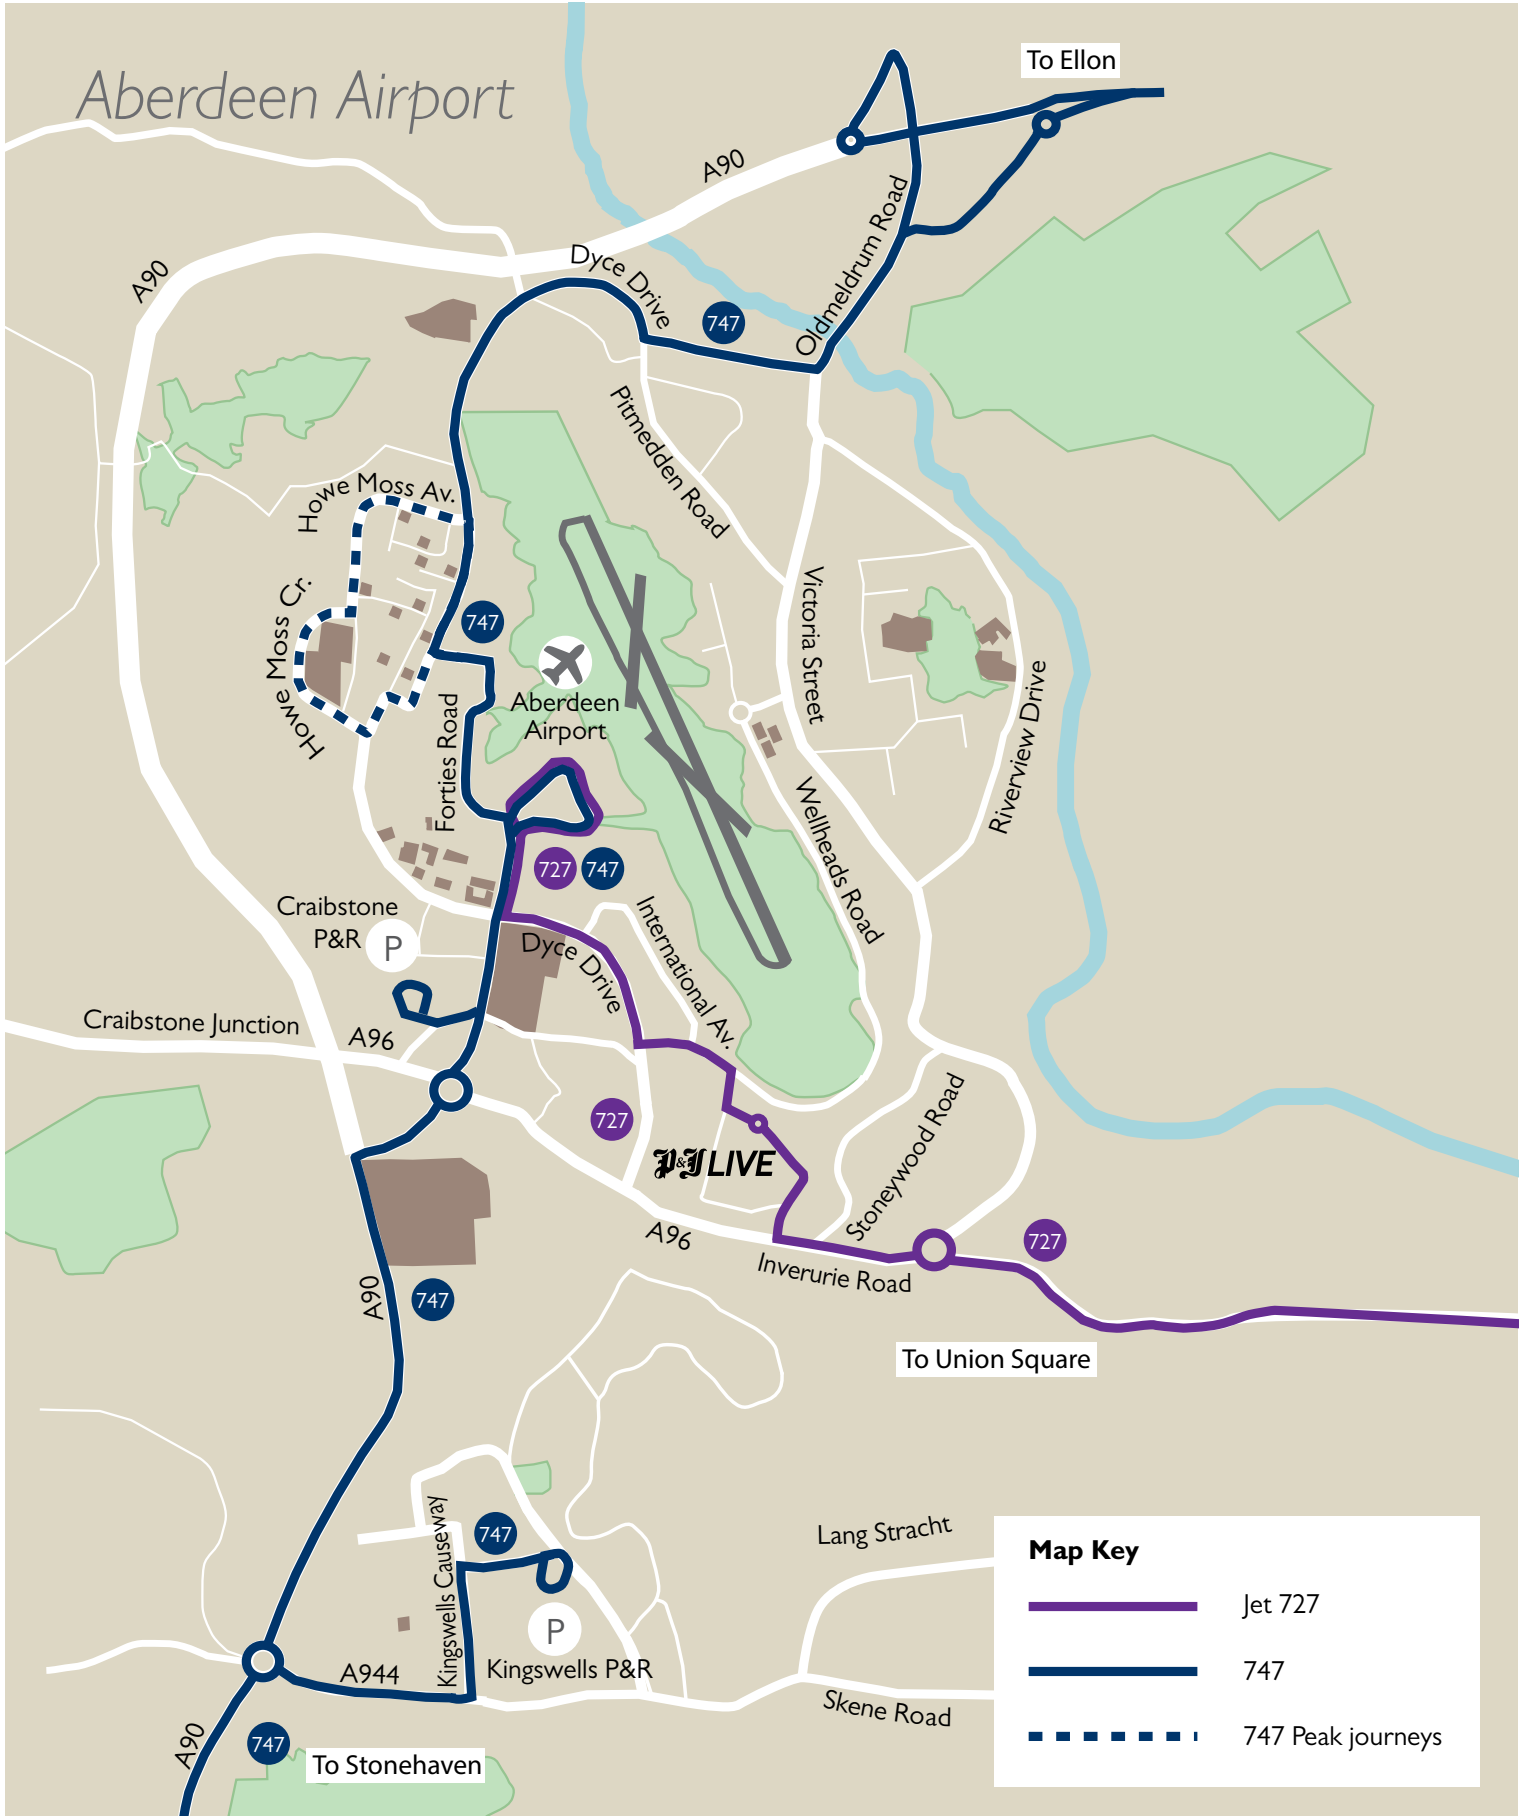 Aberdeen Airport
To Ellon
A90
A90
Dyce Drive
747
Oldmeldrum Road
Pitmedden Road
Howe Moss Av.
Howe Moss Cr.
747
Victoria Street
Aberdeen
Airport
Forties Road
Riverview Drive
Wellheads Road
727
747
Craibstone
P&R
P
Dyce Drive
International Av.
Craibstone Junction
A96
727
P&J LIVE
Stoneywood Road
A96
Inverurie Road
727
A90
747
To Union Square
Kingswells Causeway
747
Lang Stracht
P
Kingswells P&R
A944
Skene Road
A90
747
To Stonehaven
Map Key
Jet 727
747
747 Peak journeys